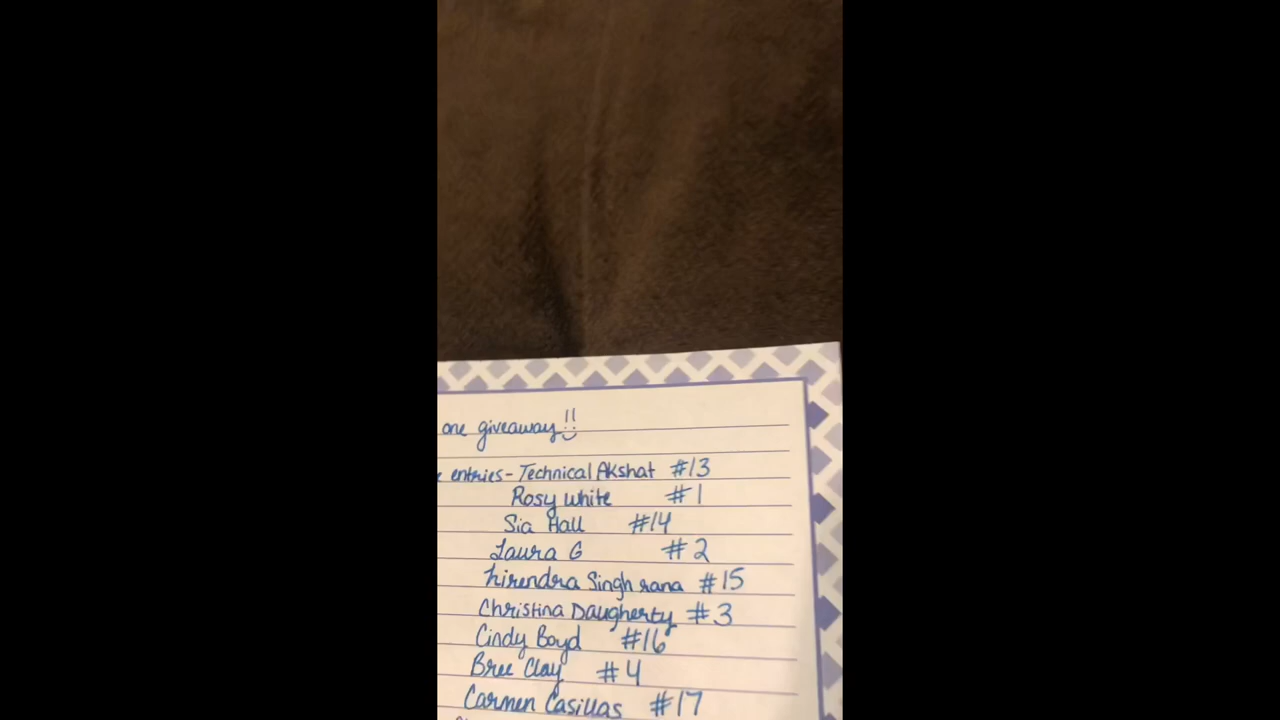 one giveaway!!
entries - Technical Akshat #13
Rosy White #1
Sia Hall #14
Laura G #2
hirendra Singh rana #15
Christina Daugherty #3
Cindy Boyd #16
Bree Clay #4
Carmen Casillas #17